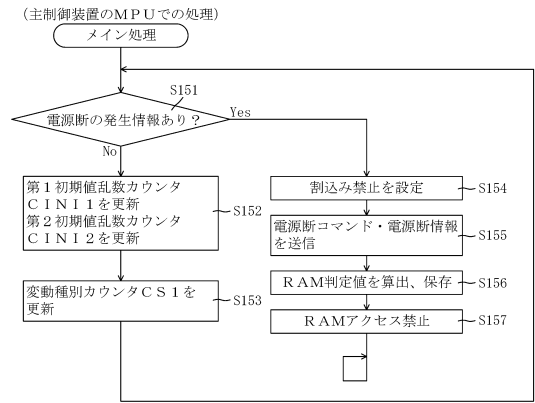 （主制御装置のＭＰＵでの処理）
メイン処理
S151
電源断の発生情報あり？
Yes
No
第１初期値乱数カウンタ
ＣＩＮＩ１を更新
第２初期値乱数カウンタ
ＣＩＮＩ２を更新
S152
変動種別カウンタＣＳ１を
更新
S153
割込み禁止を設定
S154
電源断コマンド・電源断情報
を送信
S155
ＲＡＭ判定値を算出、保存
S156
ＲＡＭアクセス禁止
S157